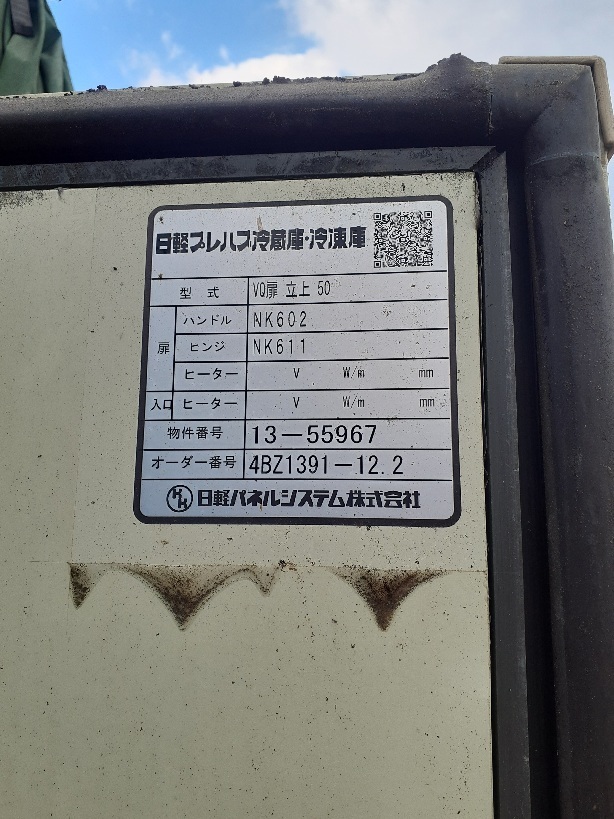 日軽プレハブ冷蔵庫・冷凍庫
型式 VQ扉 立上 50
扉 ハンドル NK602
ヒンジ NK611
ヒーター V W/m mm
入口 ヒーター V W/m mm
物件番号 13-55967
オーダー番号 4BZ1391-12.2
NK 日軽パネルシステム株式会社